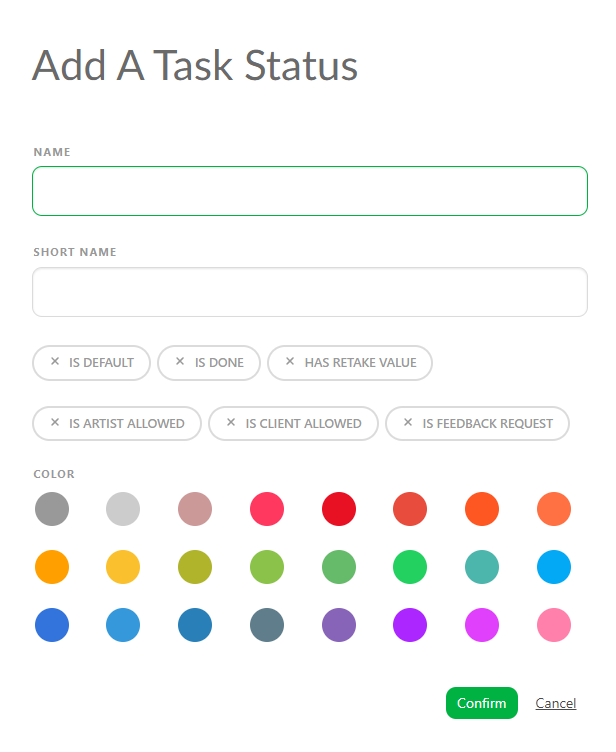 Add A Task Status
NAME
SHORT NAME
× IS DEFAULT × IS DONE × HAS RETAKE VALUE
× IS ARTIST ALLOWED × IS CLIENT ALLOWED × IS FEEDBACK REQUEST
COLOR
Confirm Cancel